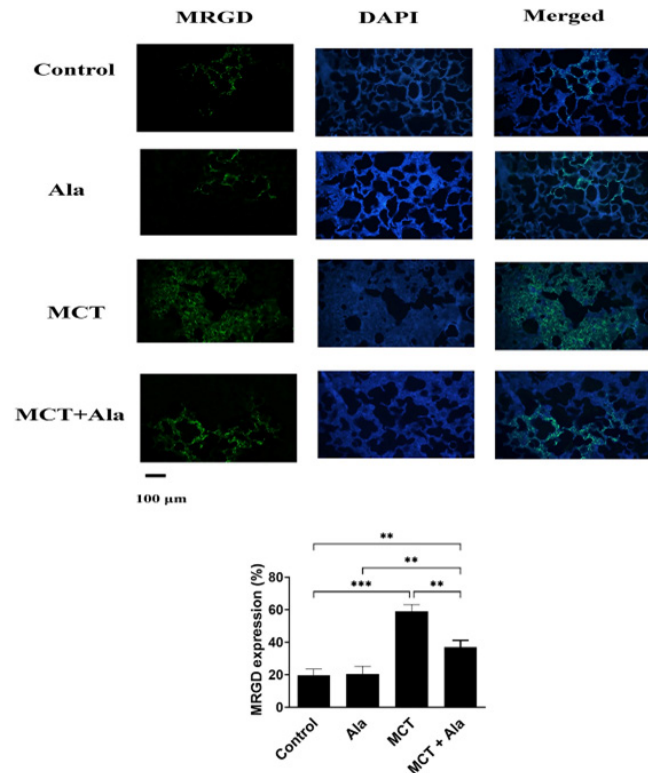 MRGD DAPI Merged
Control
Ala
MCT
MCT+Ala
100 µm
**
**
*** **
MRGD expression (%)
80
60
40
20
0
Control Ala MCT MCT + Ala